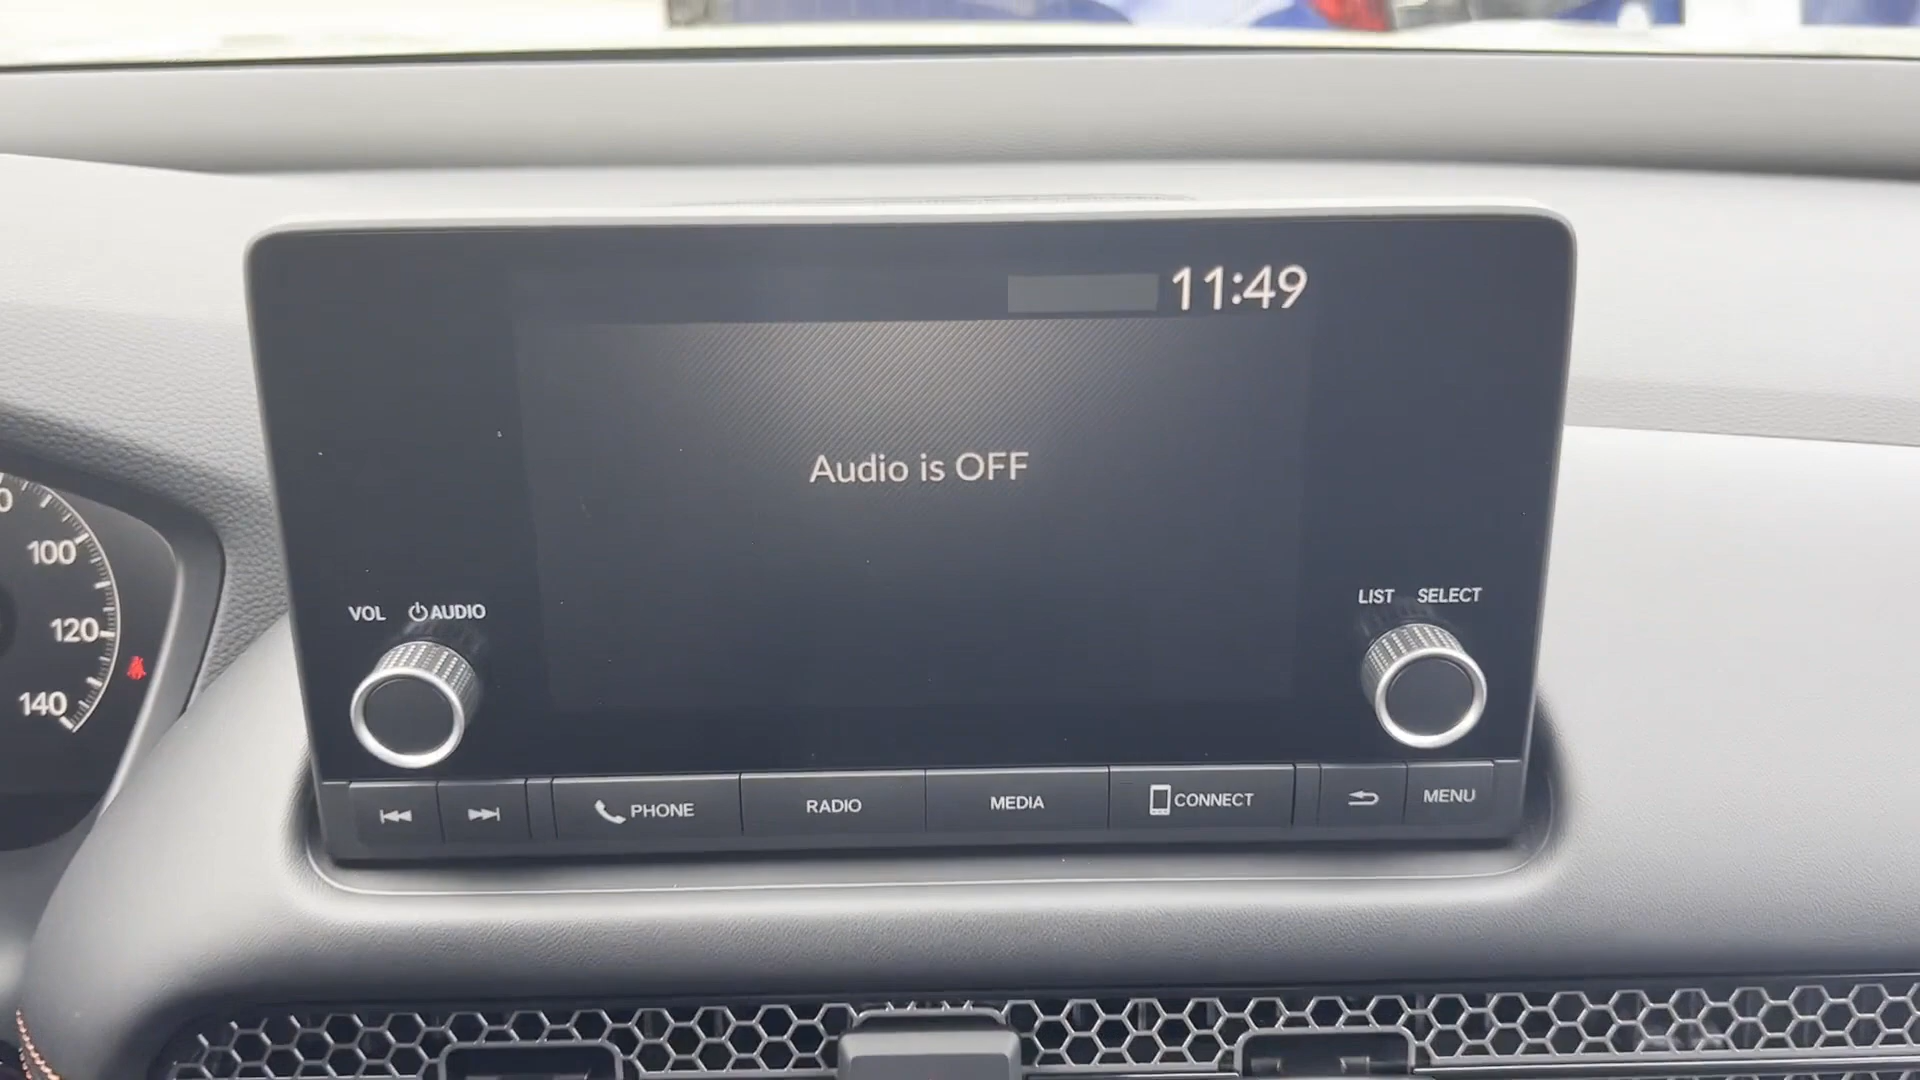 11:49
Audio is OFF
VOL ⏻AUDIO
LIST SELECT
100
120
140
PHONE
RADIO
MEDIA
CONNECT
MENU